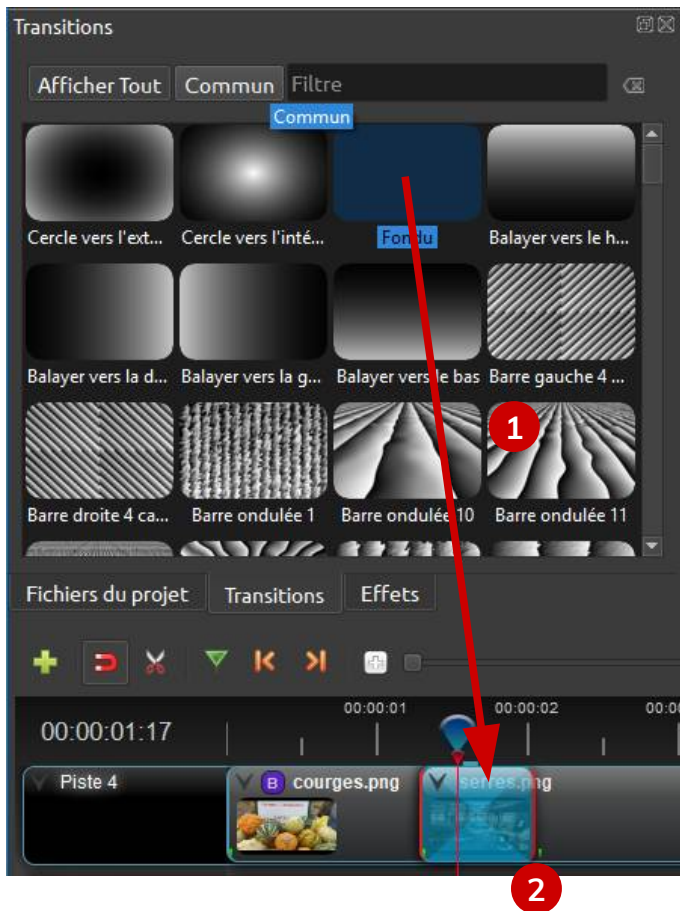 Transitions
Afficher Tout Commun Filtre
Commun
Cercle vers l'ext... Cercle vers l'inté... Fondu Balayer vers le h...
Balayer vers la d... Balayer vers la g... Balayer vers le bas Barre gauche 4 ...
1
Barre droite 4 ca... Barre ondulée 1 Barre ondulée 10 Barre ondulée 11
Fichiers du projet Transitions Effets
00:00:01 00:00:02 00:00
00:00:01:17
Piste 4 B courges.png serres.png
2